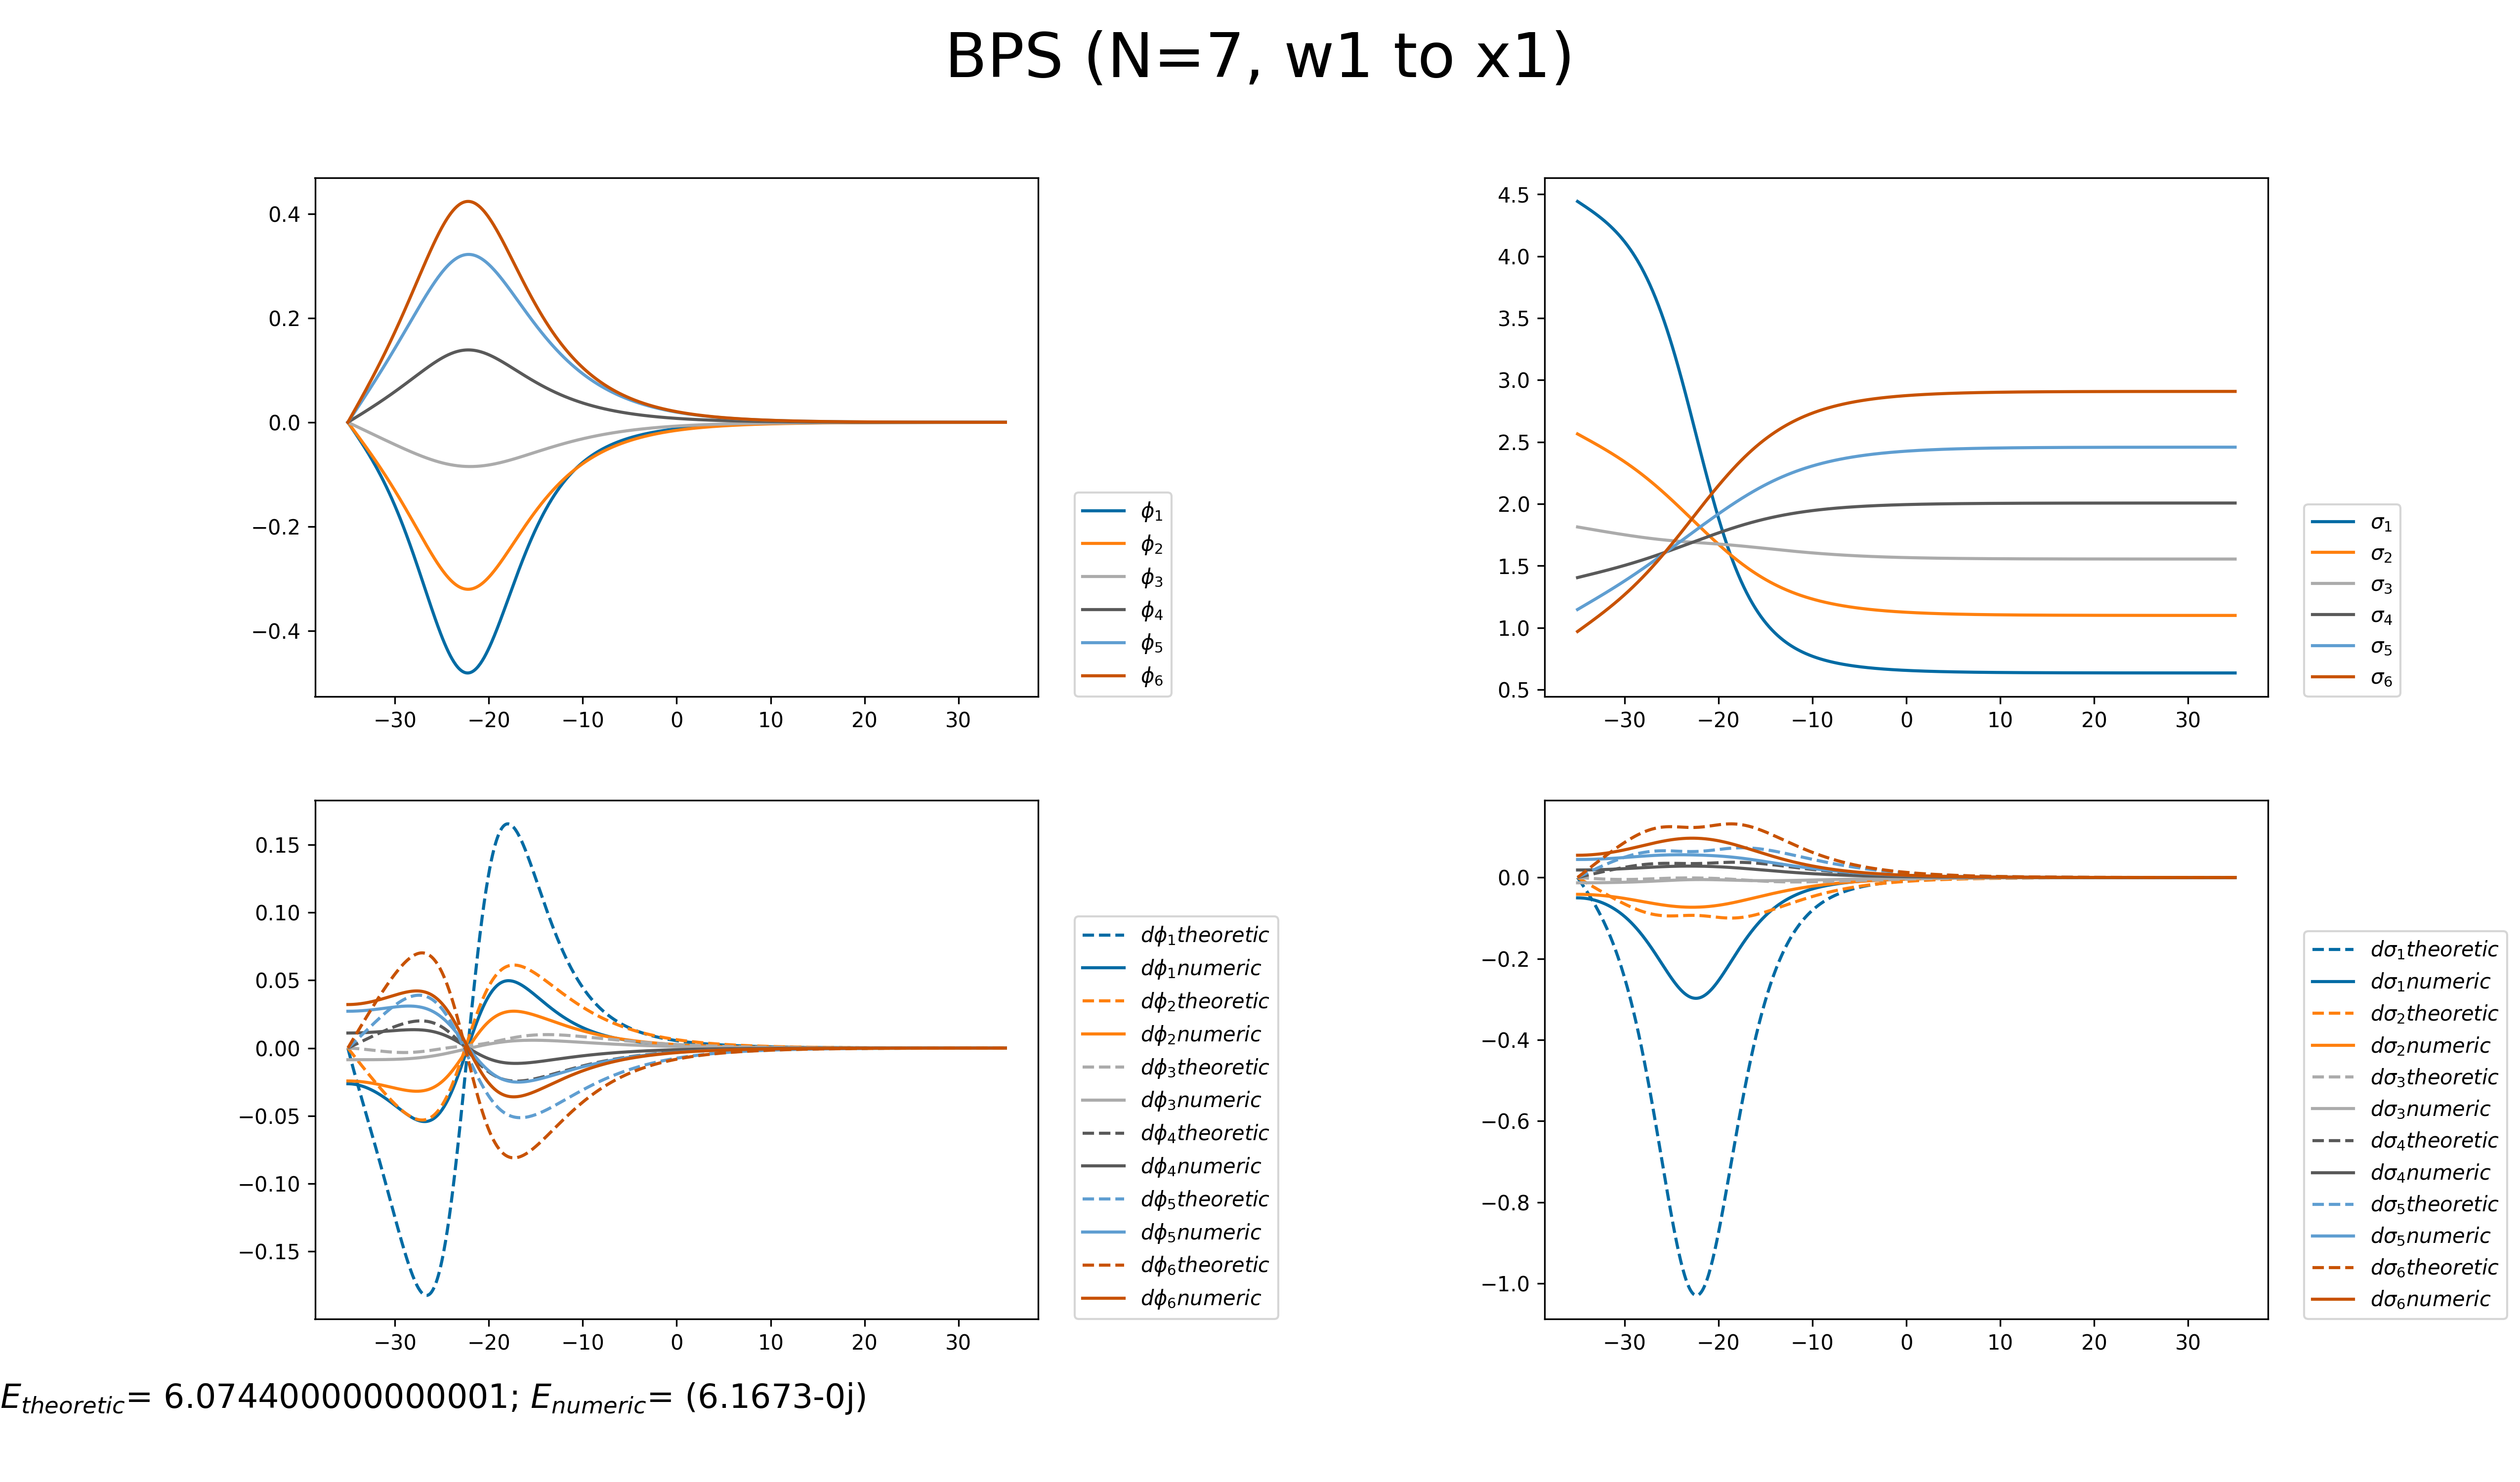 BPS (N=7, w1 to x1)
0.4
0.2
0.0
−0.2
−0.4
−30 −20 −10 0 10 20 30
ϕ1
ϕ2
ϕ3
ϕ4
ϕ5
ϕ6
4.5
4.0
3.5
3.0
2.5
2.0
1.5
1.0
0.5
−30 −20 −10 0 10 20 30
σ1
σ2
σ3
σ4
σ5
σ6
0.15
0.10
0.05
0.00
−0.05
−0.10
−0.15
−30 −20 −10 0 10 20 30
dϕ1theoretic
dϕ1numeric
dϕ2theoretic
dϕ2numeric
dϕ3theoretic
dϕ3numeric
dϕ4theoretic
dϕ4numeric
dϕ5theoretic
dϕ5numeric
dϕ6theoretic
dϕ6numeric
0.0
−0.2
−0.4
−0.6
−0.8
−1.0
−30 −20 −10 0 10 20 30
dσ1theoretic
dσ1numeric
dσ2theoretic
dσ2numeric
dσ3theoretic
dσ3numeric
dσ4theoretic
dσ4numeric
dσ5theoretic
dσ5numeric
dσ6theoretic
dσ6numeric
Etheoretic= 6.074400000000001; Enumeric= (6.1673-0j)